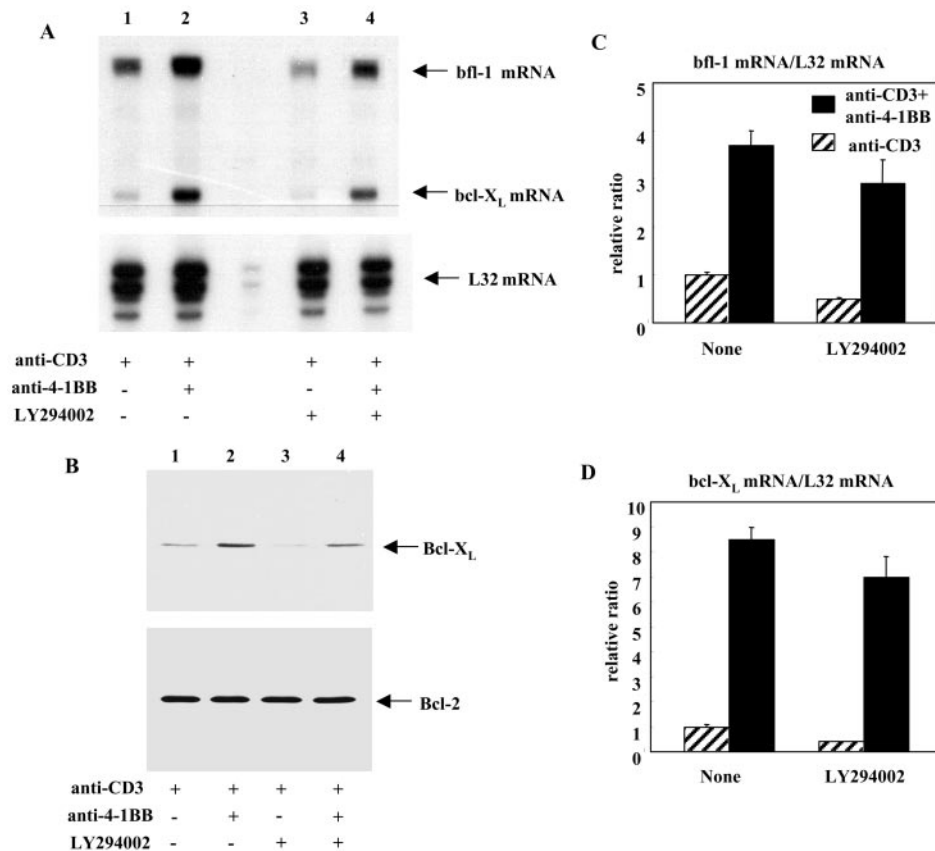 A
1 2 3 4
bfl-1 mRNA
bcl-XL mRNA
L32 mRNA
anti-CD3 + + + +
anti-4-1BB - + - +
LY294002 - - + +
B
1 2 3 4
Bcl-XL
Bcl-2
anti-CD3 + + + +
anti-4-1BB - + - +
LY294002 - - + +
C
bfl-1 mRNA/L32 mRNA
relative ratio
5
4
3
2
1
0
anti-CD3+
anti-4-1BB
anti-CD3
None LY294002
D
bcl-XL mRNA/L32 mRNA
relative ratio
10
9
8
7
6
5
4
3
2
1
0
None LY294002